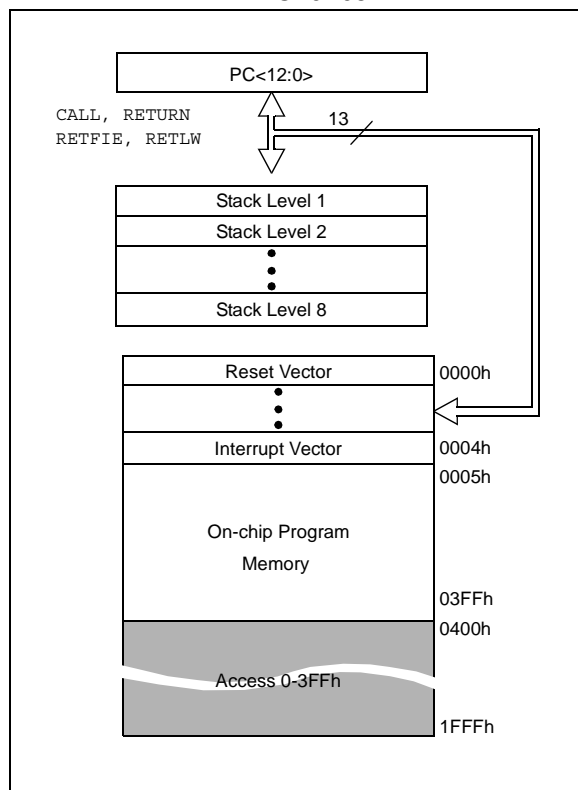 PC<12:0>
CALL, RETURN
RETFIE, RETLW
13
Stack Level 1
Stack Level 2
Stack Level 8
Reset Vector
0000h
Interrupt Vector
0004h
0005h
On-chip Program
Memory
03FFh
0400h
Access 0-3FFh
1FFFh